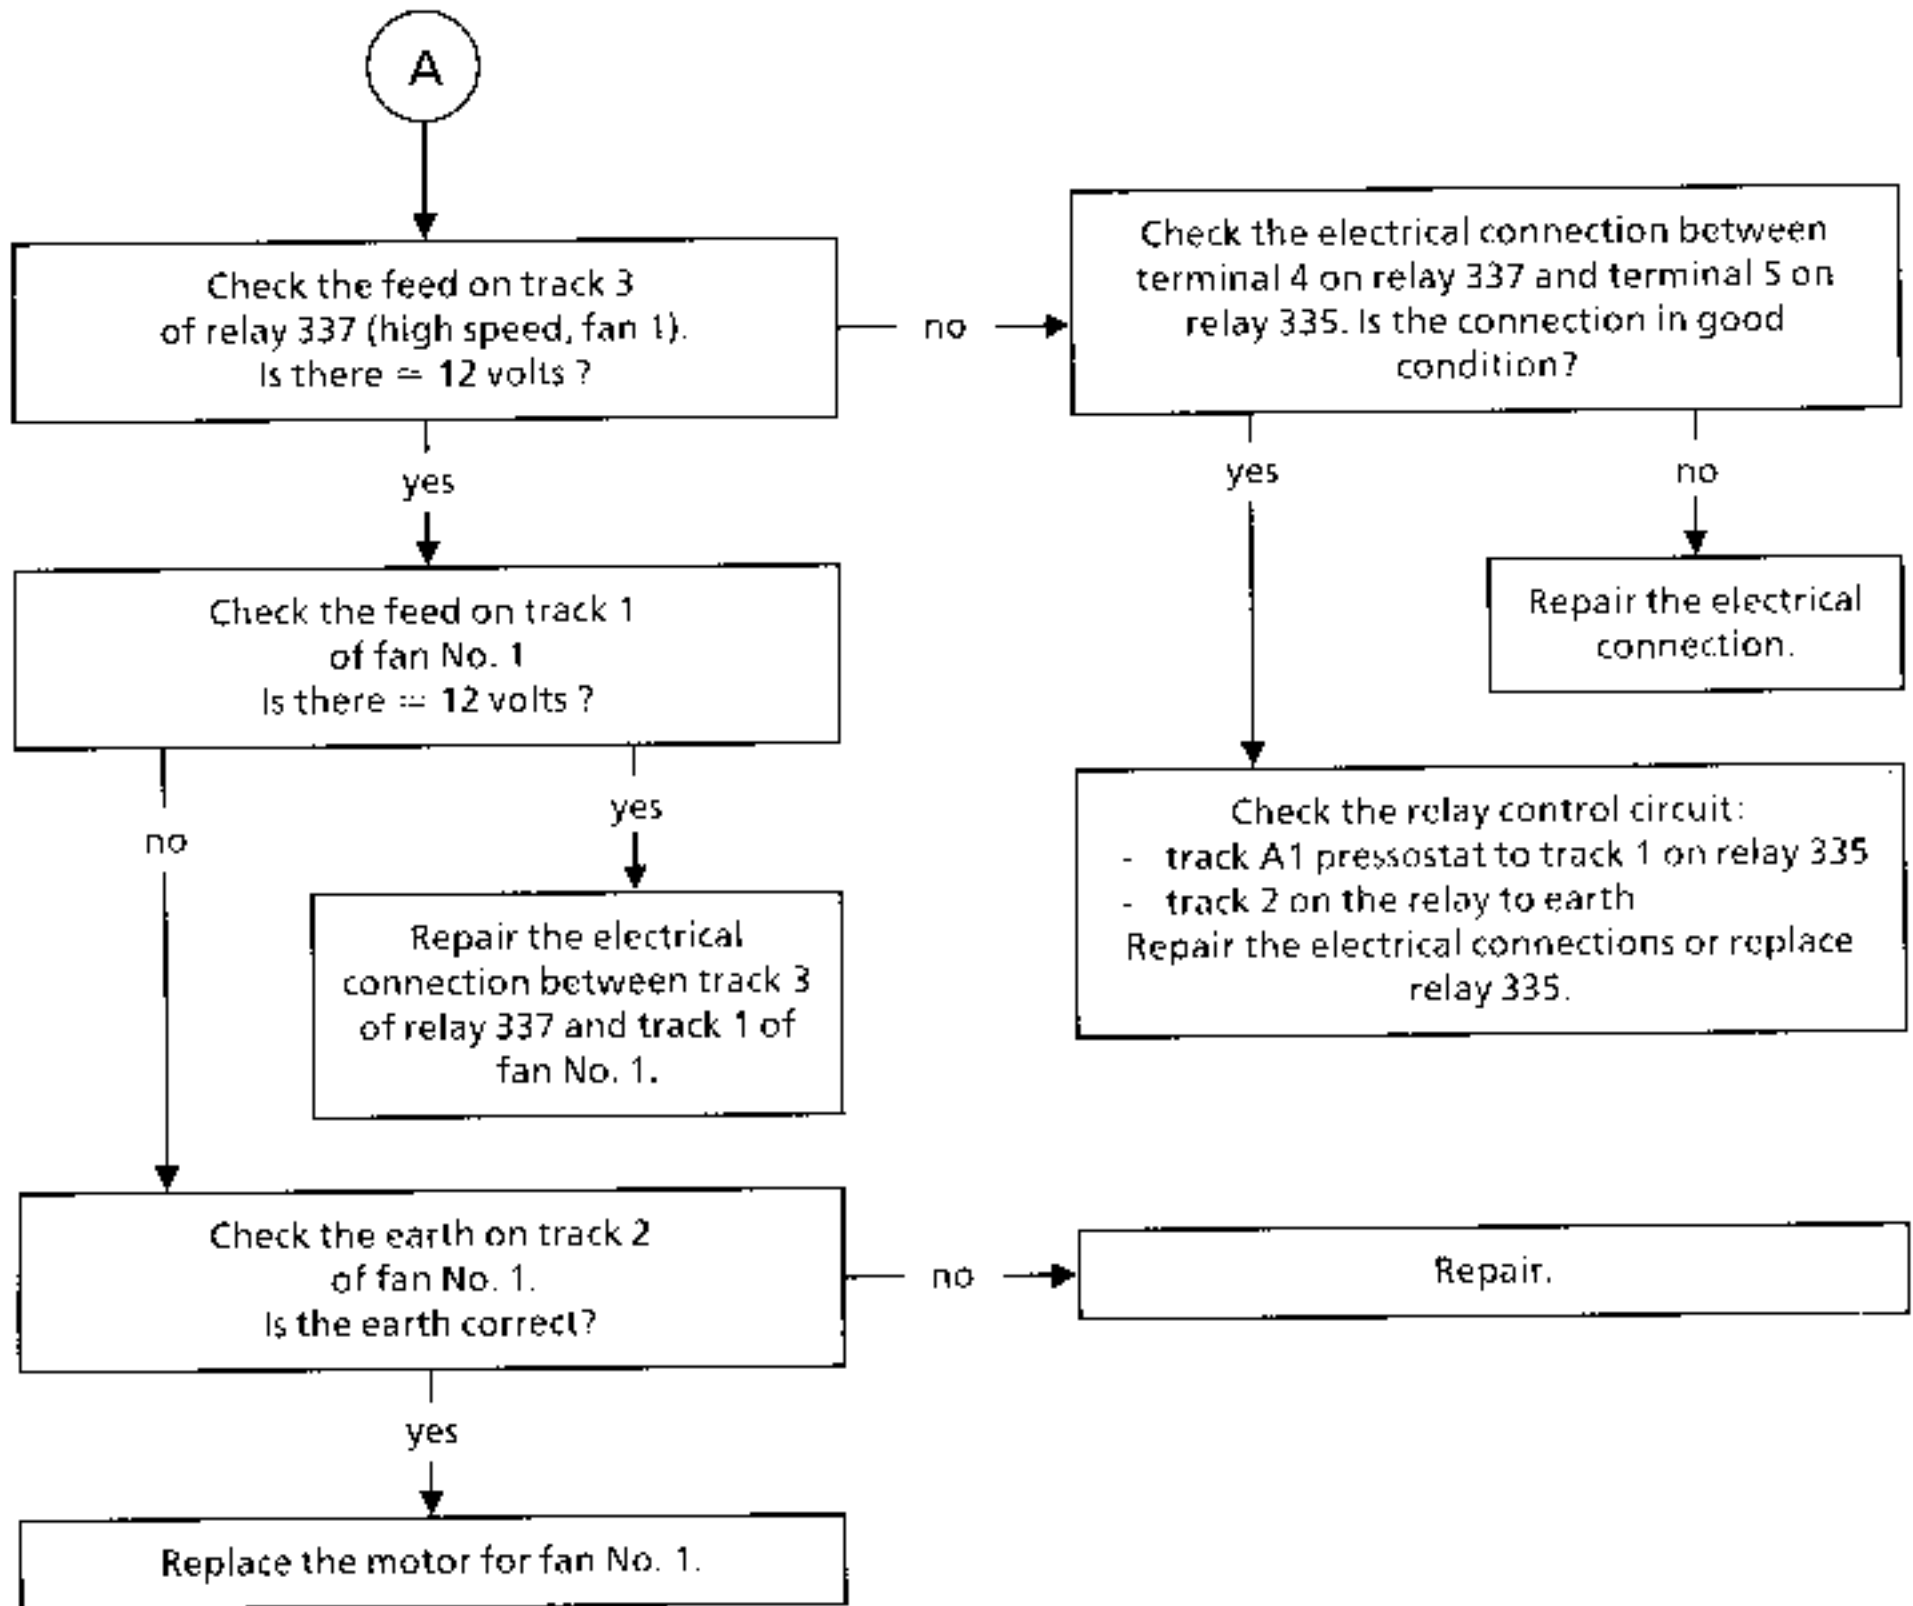 A
Check the feed on track 3
of relay 337 (high speed, fan 1).
Is there ≃ 12 volts ?
no
Check the electrical connection between
terminal 4 on relay 337 and terminal 5 on
relay 335. Is the connection in good
condition?
yes
yes
no
Check the feed on track 1
of fan No. 1
Is there ≃ 12 volts ?
Repair the electrical
connection.
no
yes
Repair the electrical
connection between track 3
of relay 337 and track 1 of
fan No. 1.
Check the relay control circuit:
- track A1 pressostat to track 1 on relay 335
- track 2 on the relay to earth
Repair the electrical connections or replace
relay 335.
Check the earth on track 2
of fan No. 1.
Is the earth correct?
no
Repair.
yes
Replace the motor for fan No. 1.